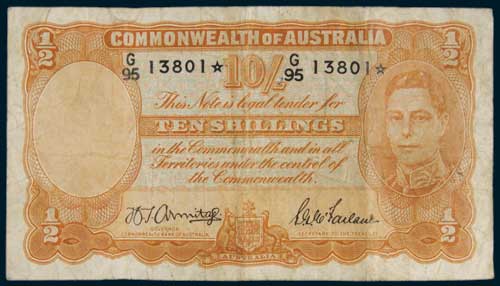 1/2 COMMONWEALTH OF AUSTRALIA 1/2
G/95 13801☆ 10/- G/95 13801☆
This Note is legal tender for
TEN SHILLINGS
in the Commonwealth and in all
Territories under the control of
the Commonwealth.
H.T. Armitage R.G. McFarlane
GOVERNOR SECRETARY TO THE TREASURY
COMMONWEALTH BANK OF AUSTRALIA
1/2 AUSTRALIA 1/2